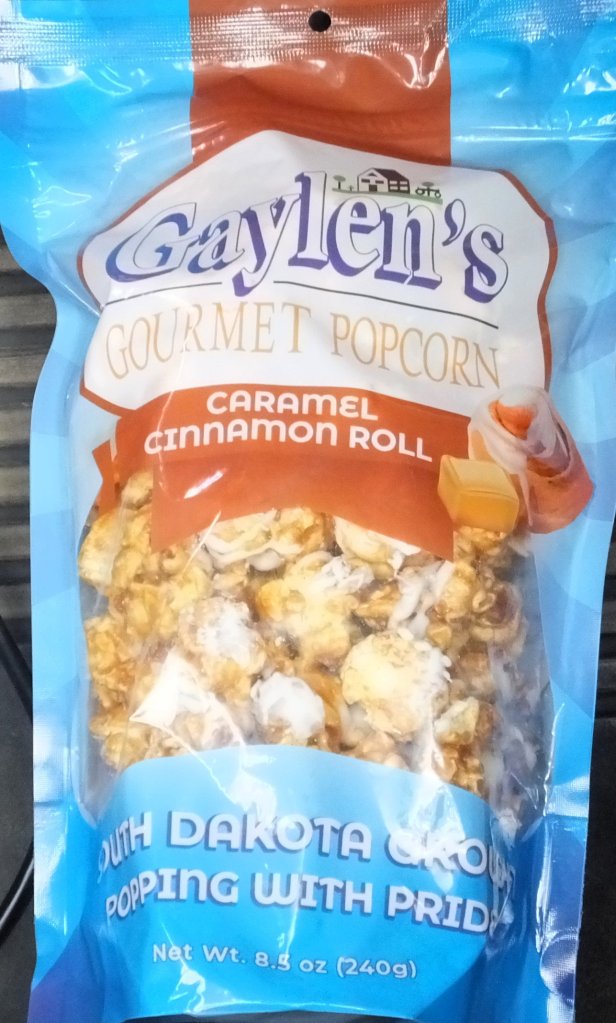 Gaylen's
GOURMET POPCORN
CARAMEL
CINNAMON ROLL
DAKOTA
POPPING WITH
Net Wt. 8.5 oz (240g)